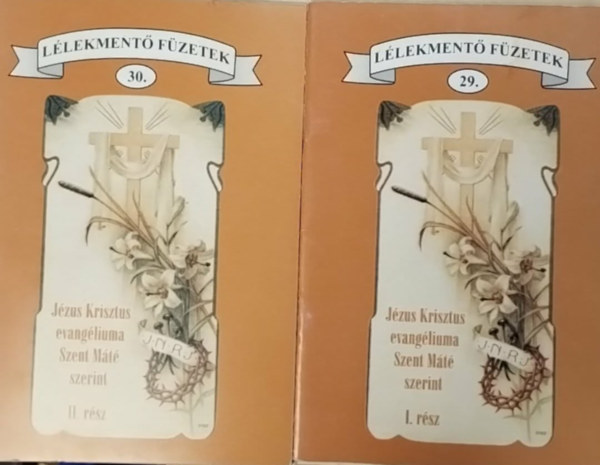 LÉLEKMENTŐ FÜZETEK
30.
Jézus Krisztus
evangéliuma
Szent Máté
szerint
II. rész
J.N.R.J.
LÉLEKMENTŐ FÜZETEK
29.
Jézus Krisztus
evangéliuma
Szent Máté
szerint
I. rész
J.N.R.J.